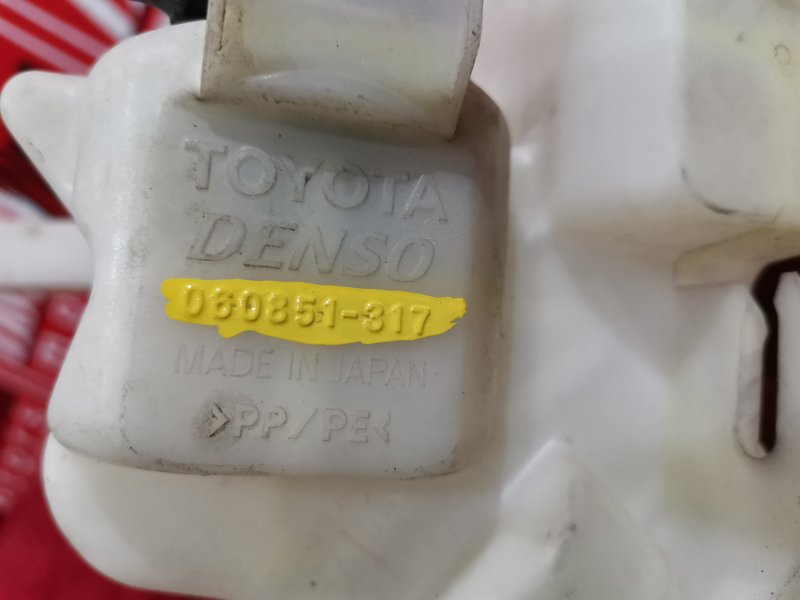 TOYOTA
DENSO
060851-317
MADE IN JAPAN
>PP/PE<